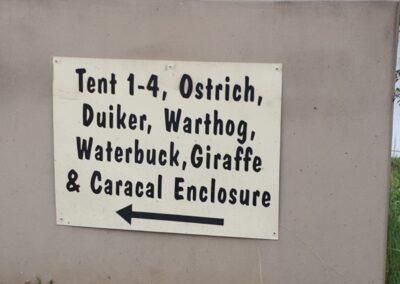 Tent 1-4, Ostrich,
Duiker, Warthog,
Waterbuck,Giraffe
& Caracal Enclosure